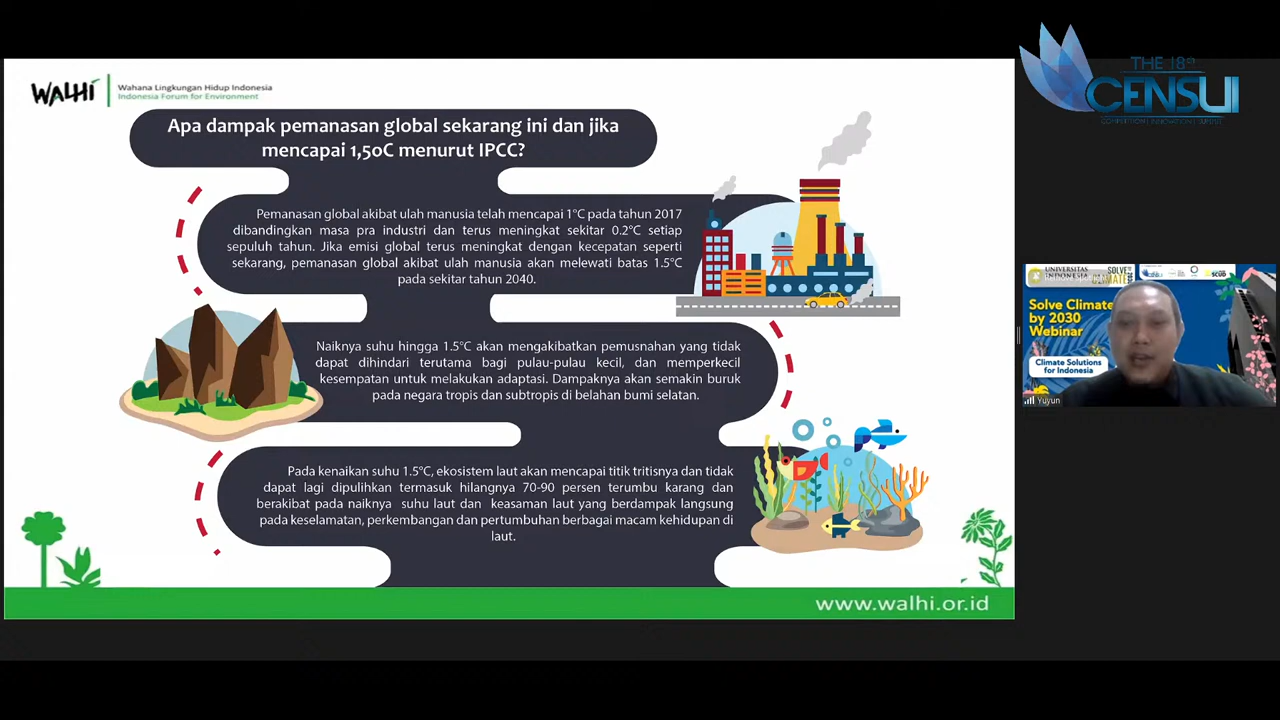 WALHI
Wahana Lingkungan Hidup Indonesia
Indonesia Forum for Environment
THE 18th
CENSUI
COMPETITION | INNOVATION | SUMMIT
Apa dampak pemanasan global sekarang ini dan jika
mencapai 1,50C menurut IPCC?
Pemanasan global akibat ulah manusia telah mencapai 1°C pada tahun 2017
dibandingkan masa pra industri dan terus meningkat sekitar 0.2°C setiap
sepuluh tahun. Jika emisi global terus meningkat dengan kecepatan seperti
sekarang, pemanasan global akibat ulah manusia akan melewati batas 1.5°C
pada sekitar tahun 2040.
Naiknya suhu hingga 1.5°C akan mengakibatkan pemusnahan yang tidak
dapat dihindari terutama bagi pulau-pulau kecil, dan memperkecil
kesempatan untuk melakukan adaptasi. Dampaknya akan semakin buruk
pada negara tropis dan subtropis di belahan bumi selatan.
Pada kenaikan suhu 1.5°C, ekosistem laut akan mencapai titik tritisnya dan tidak
dapat lagi dipulihkan termasuk hilangnya 70-90 persen terumbu karang dan
berakibat pada naiknya suhu laut dan keasaman laut yang berdampak langsung
pada keselamatan, perkembangan dan pertumbuhan berbagai macam kehidupan di
laut.
www.walhi.or.id
UNIVERSITAS
INDONESIA
SOLVE
CLIMATE
SCUD
Solve Climate
by 2030
Webinar
Climate Solutions
for Indonesia
Yuyun